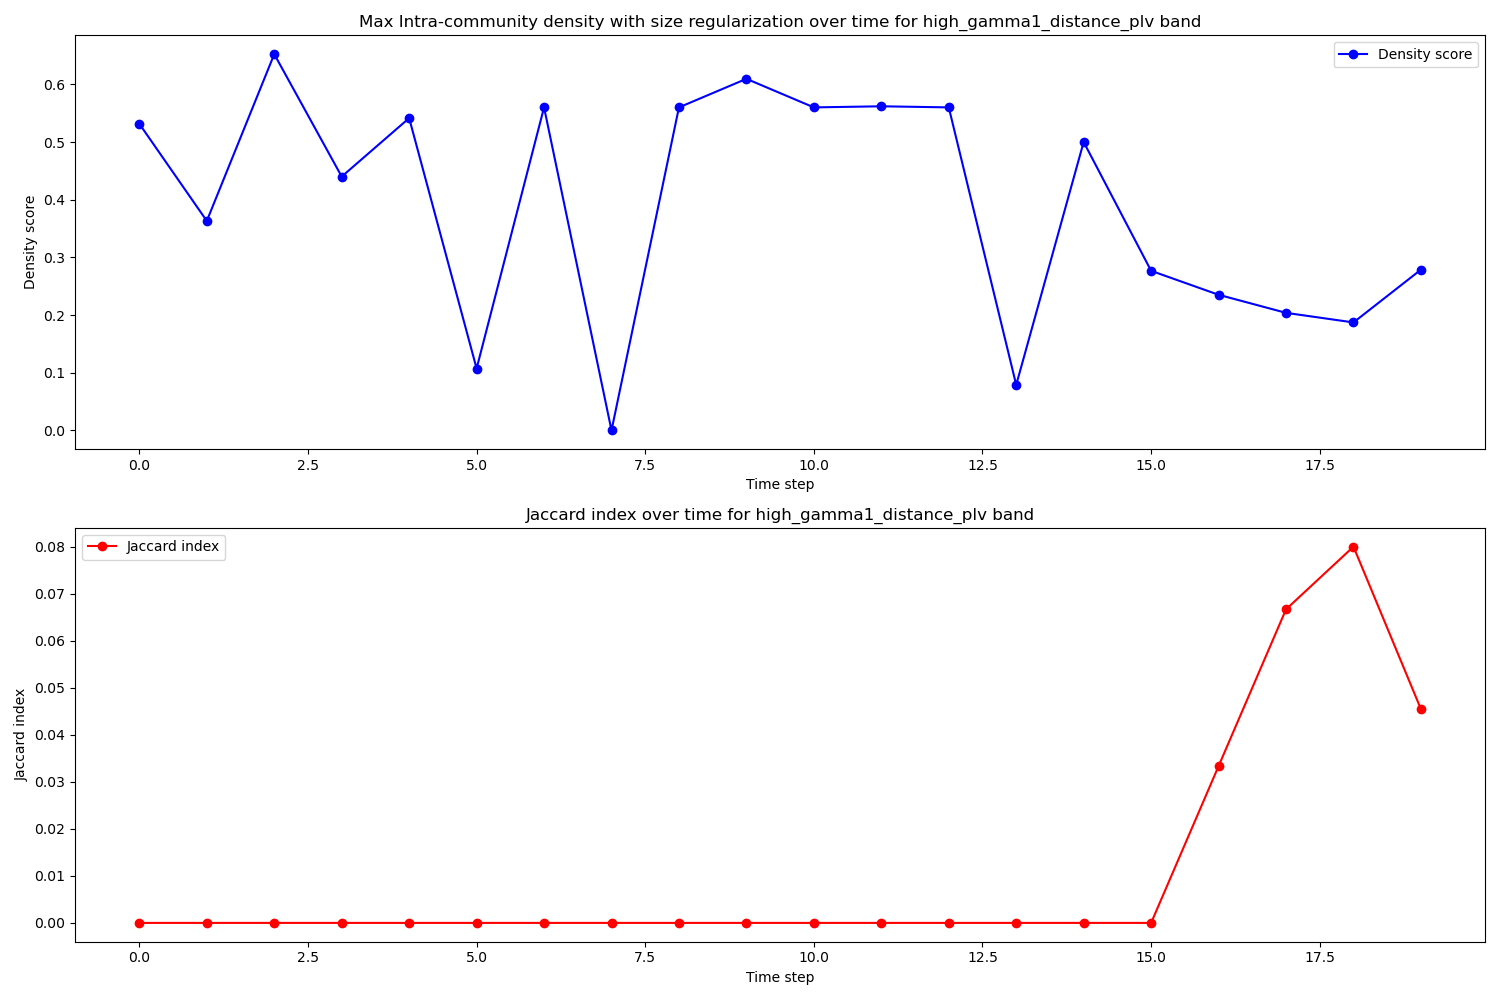 Max Intra-community density with size regularization over time for high_gamma1_distance_plv band
Density score
Density score
0.6
0.5
0.4
0.3
0.2
0.1
0.0
0.0 2.5 5.0 7.5 10.0 12.5 15.0 17.5
Time step
Jaccard index over time for high_gamma1_distance_plv band
Jaccard index
Jaccard index
0.08
0.07
0.06
0.05
0.04
0.03
0.02
0.01
0.00
0.0 2.5 5.0 7.5 10.0 12.5 15.0 17.5
Time step